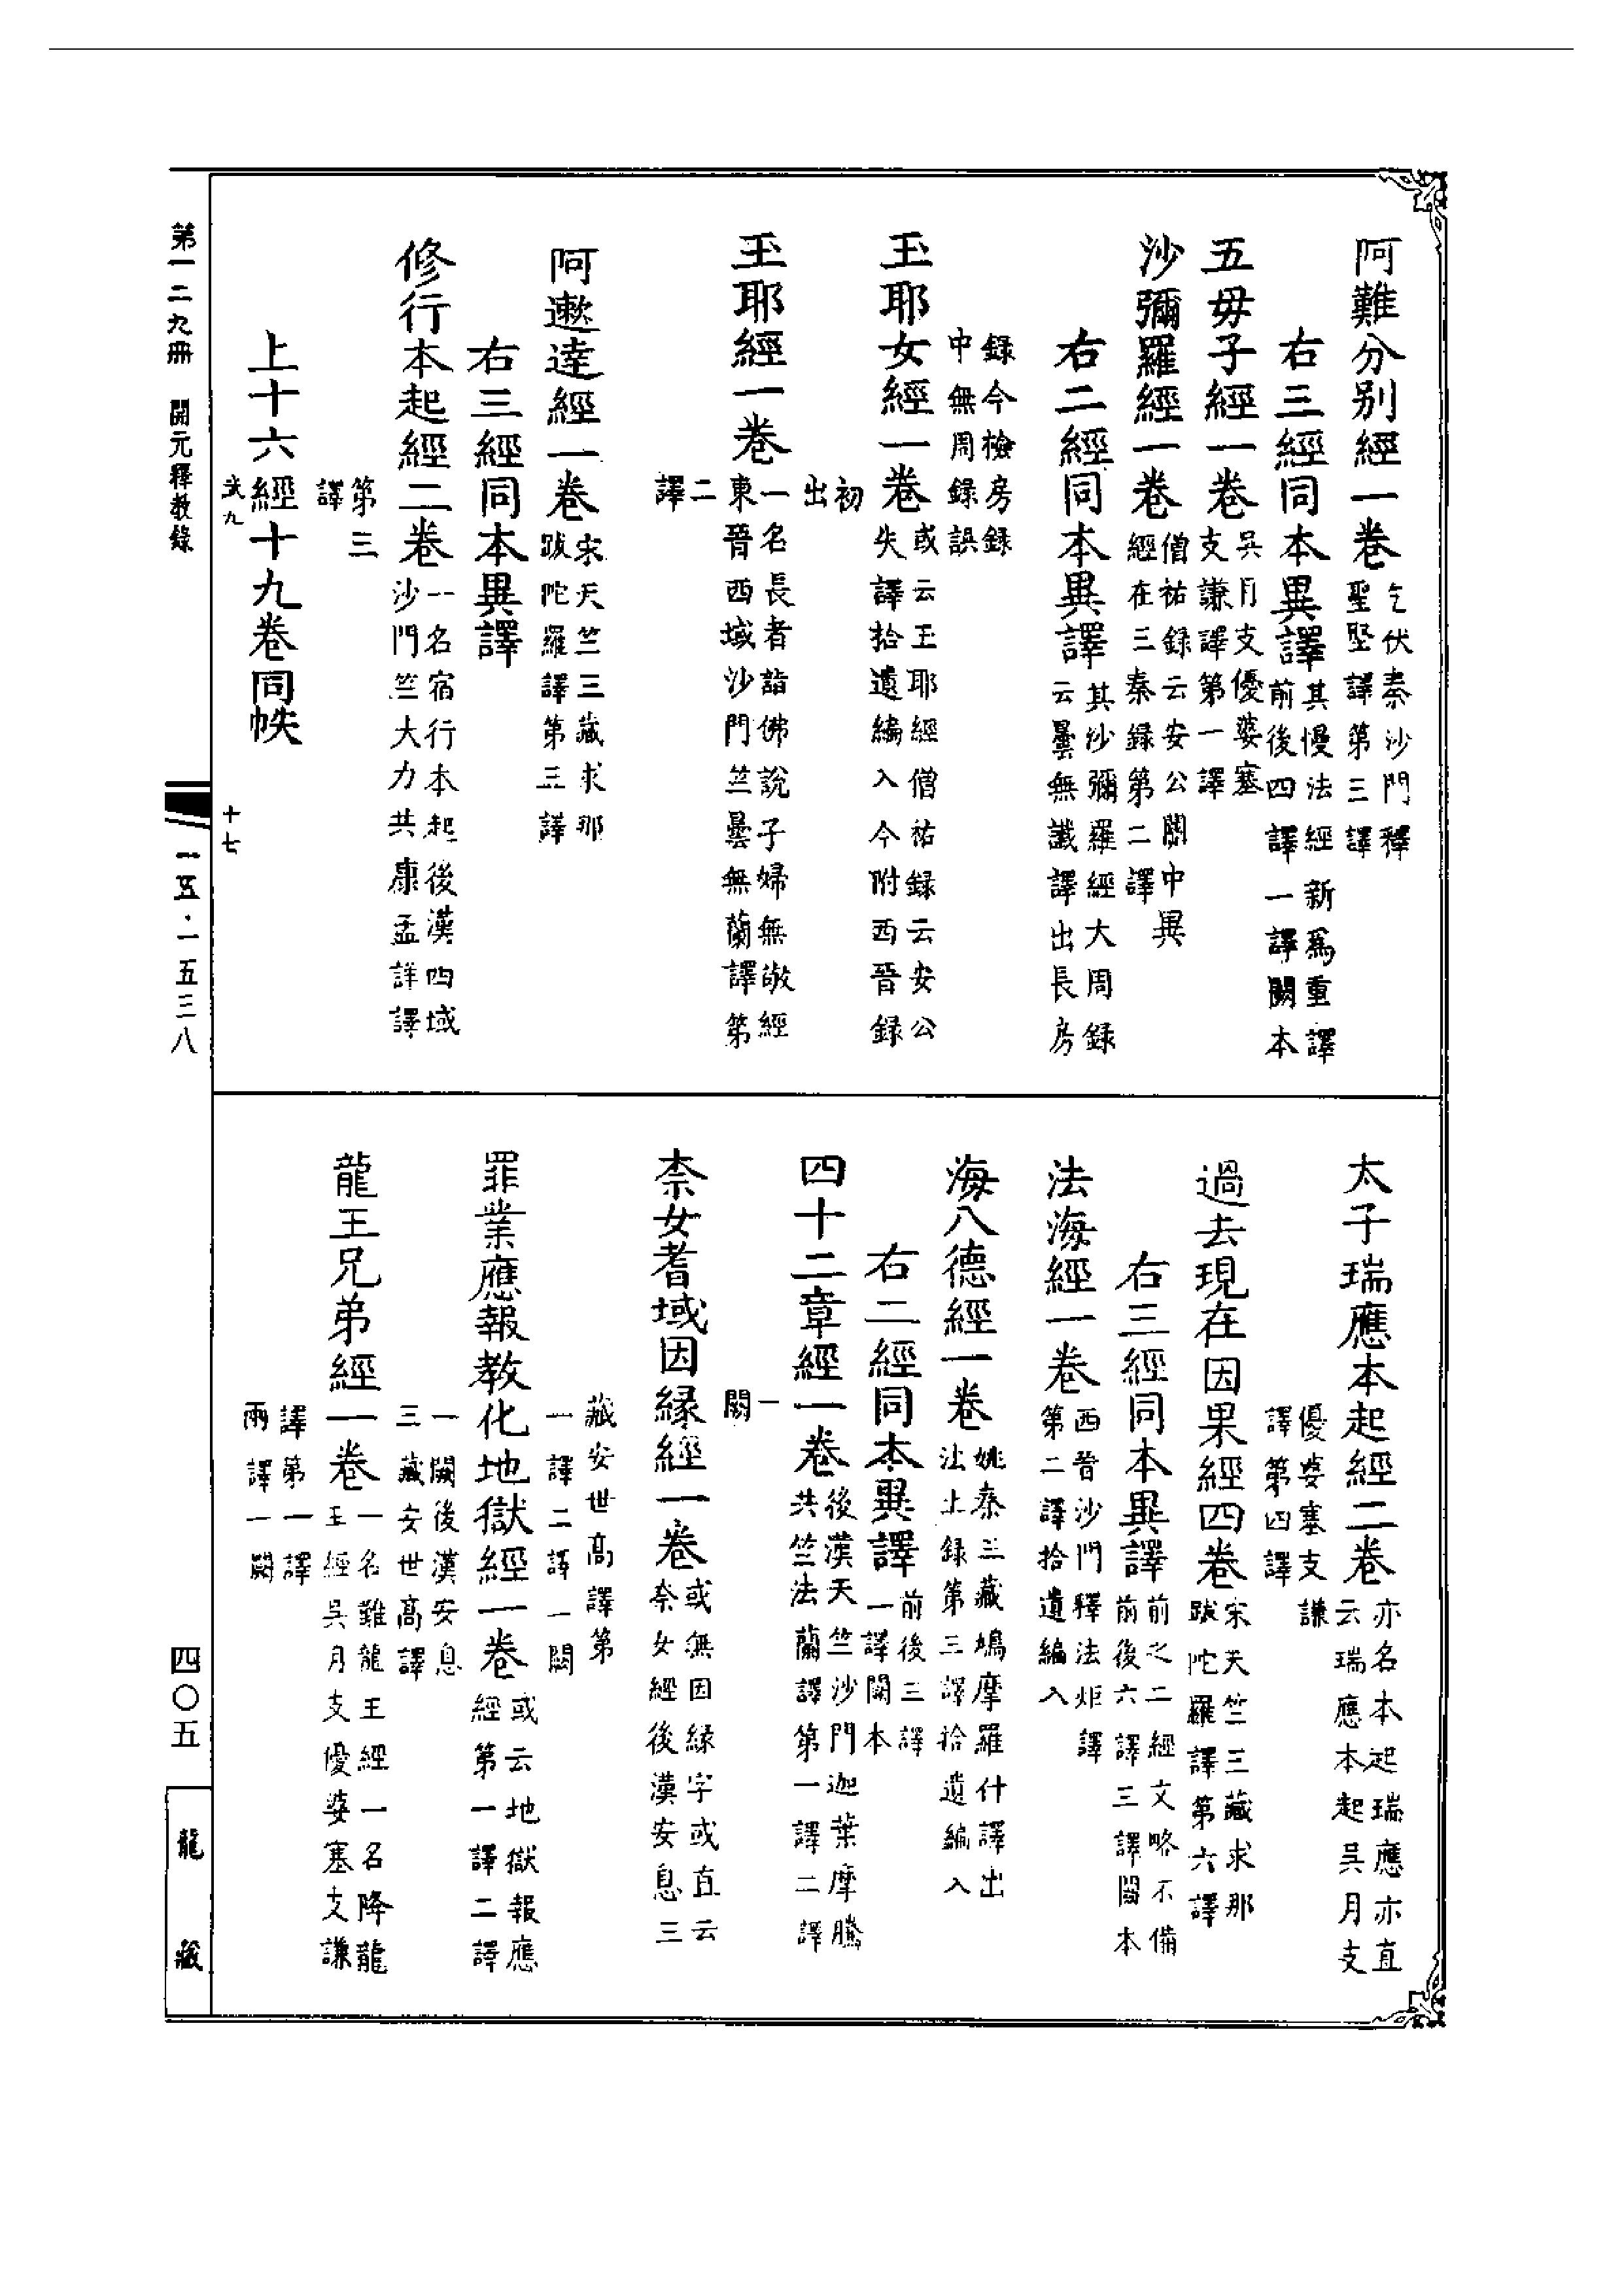 阿難分別經一卷乞伏秦沙門釋聖堅譯第三譯
右三經同本異譯其慢法經新為重譯前後四譯一譯闕本
五毋子經一卷吳月支優婆塞支謙譯第一譯
沙彌羅經一卷僧祐録云安公關中異經在三秦録第二譯
右二經同本異譯其沙彌羅經大周録云曇無讖譯出長房
録今檢房録中無周録誤
玉耶女經一卷或云玉耶經僧祐録云安公失譯拾遺編入今附西晉録
初出
玉耶經一卷一名長者詣佛說子婦無敬經東晉西域沙門竺曇無蘭譯第
二譯
阿遬達經一卷宋天竺三藏求那跋陀羅譯第三譯
右三經同本異譯
修行本起經二卷一名宿行本起後漢西域沙門竺大力共康孟詳譯
第三譯
上十六經十九卷同帙
太子瑞應本起經二卷亦名本起瑞應亦直云瑞應本起吳月支
優婆塞支謙譯第四譯
過去現在因果經四卷宋天竺三藏求那跋陀羅譯第六譯
右三經同本異譯前之二經文略不備前後六譯三譯闕本
法海經一卷西晉沙門釋法炬譯第二譯拾遺編入
海八德經一卷姚秦三藏鳩摩羅什譯出法上録第三譯拾遺編入
右二經同本異譯前後三譯一譯闕本
四十二章經一卷後漢天竺沙門迦葉摩騰共竺法蘭譯第一譯二譯
一闕
柰女耆域因緣經一卷或無因緣字或直云柰女經後漢安息三
藏安世高譯第一譯二譯一闕
罪業應報教化地獄經一卷或云地獄報應經第一譯二譯
一闕後漢安息三藏安世高譯
龍王兄弟經一卷一名難龍王經一名降龍王經吳月支優婆塞支謙
譯第一譯兩譯一闕
第一二九冊　開元釋教錄
武九
十七
一五·一五三八
四〇五
龍藏